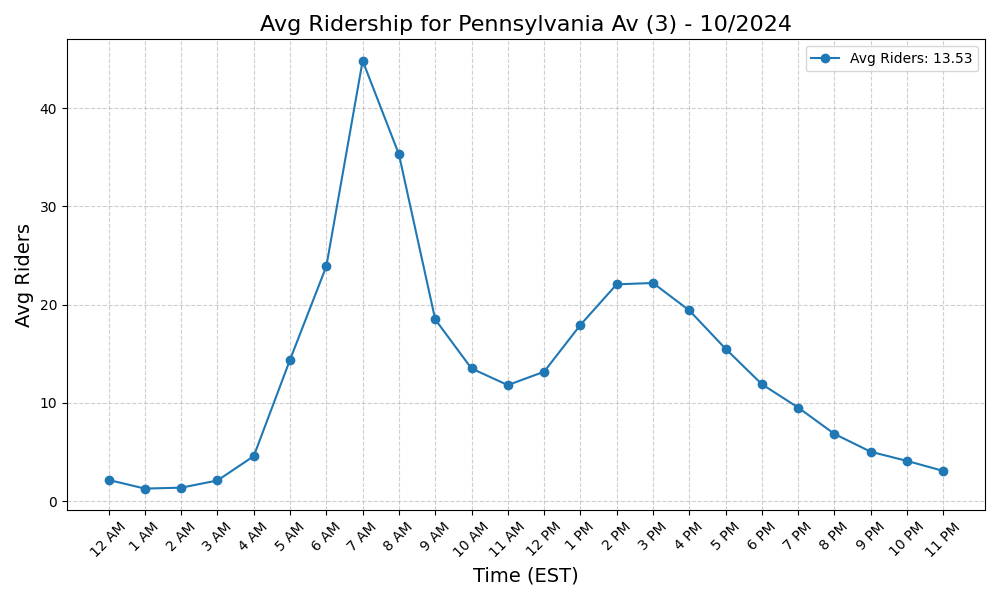 Avg Ridership for Pennsylvania Av (3) - 10/2024
Avg Riders: 13.53
Avg Riders
40
30
20
10
0
12 AM
1 AM
2 AM
3 AM
4 AM
5 AM
6 AM
7 AM
8 AM
9 AM
10 AM
11 AM
12 PM
1 PM
2 PM
3 PM
4 PM
5 PM
6 PM
7 PM
8 PM
9 PM
10 PM
11 PM
Time (EST)